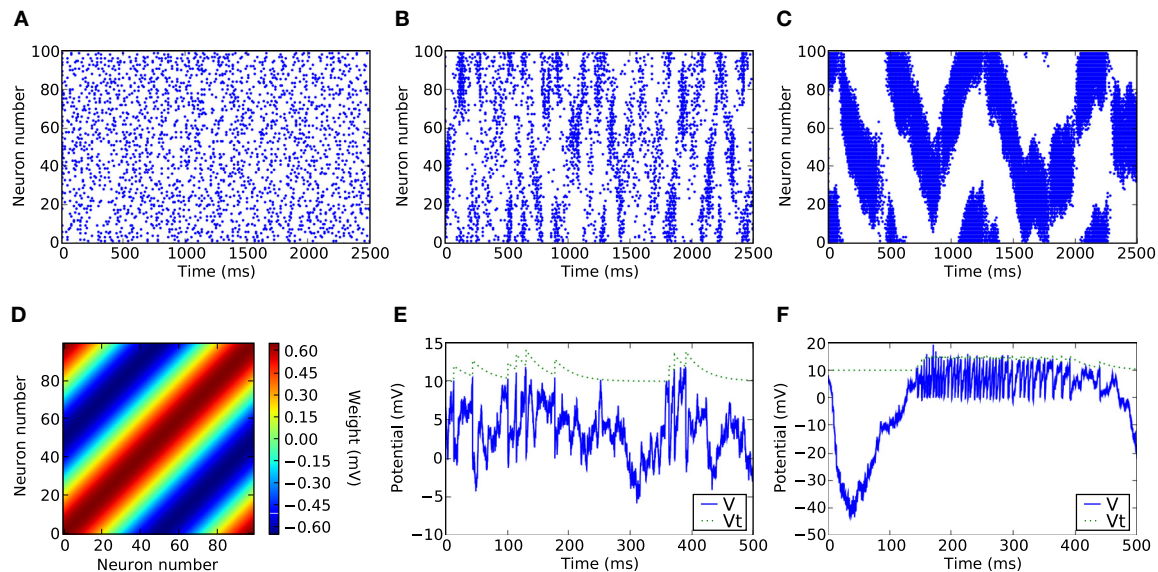 A
B
C
Neuron number
100
80
60
40
20
0
0 500 1000 1500 2000 2500
Time (ms)
Neuron number
100
80
60
40
20
0
0 500 1000 1500 2000 2500
Time (ms)
Neuron number
100
80
60
40
20
0
0 500 1000 1500 2000 2500
Time (ms)
D
E
F
Neuron number
80
60
40
20
0
0 20 40 60 80
Neuron number
0.60
0.45
0.30
0.15
0.00
−0.15
−0.30
−0.45
−0.60
Weight (mV)
Potential (mV)
15
10
5
0
−5
−10
0 100 200 300 400 500
Time (ms)
V
Vt
Potential (mV)
20
10
0
−10
−20
−30
−40
−50
0 100 200 300 400 500
Time (ms)
V
Vt